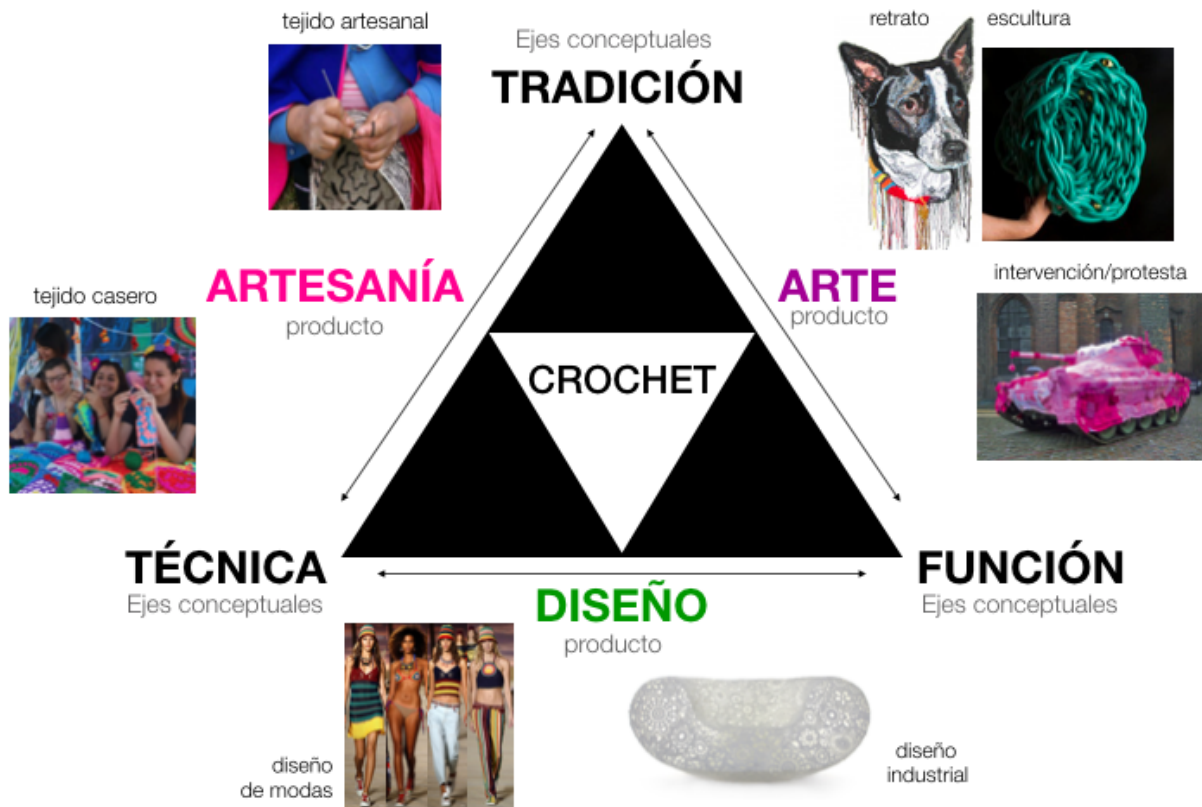 tejido artesanal
Ejes conceptuales
TRADICIÓN
retrato
escultura
ARTESANÍA
producto
ARTE
producto
intervención/protesta
tejido casero
CROCHET
TÉCNICA
Ejes conceptuales
DISEÑO
producto
FUNCIÓN
Ejes conceptuales
diseño
de modas
diseño
industrial